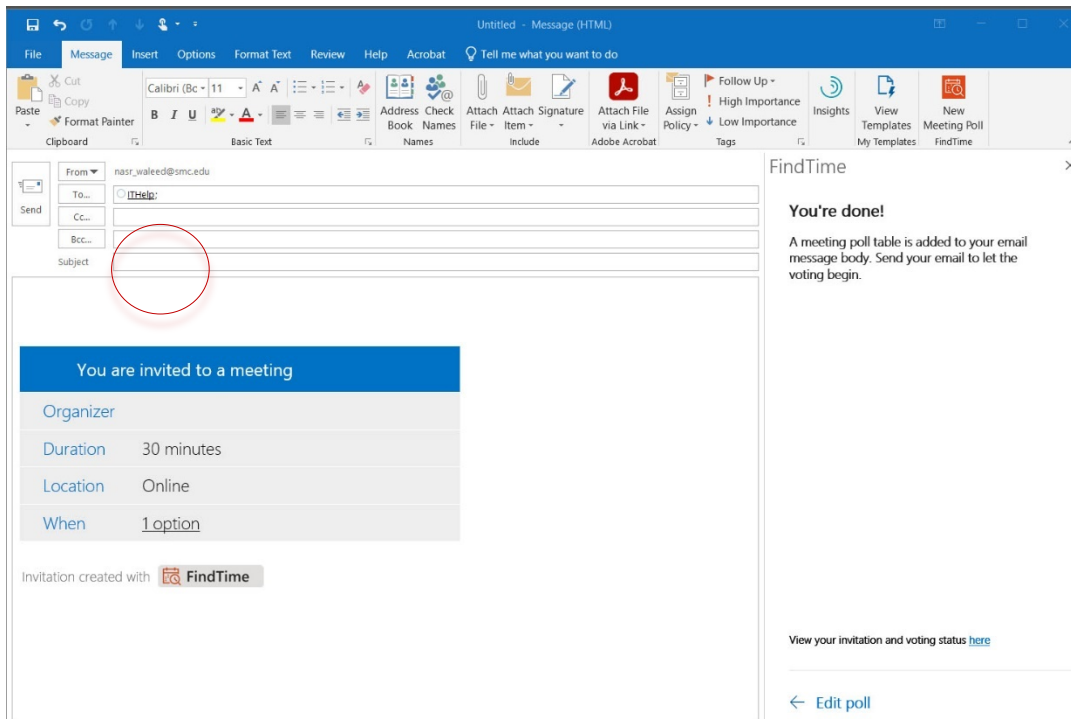 Untitled - Message (HTML)
File Message Insert Options Format Text Review Help Acrobat Tell me what you want to do
Paste
Cut
Copy
Format Painter
Clipboard
Calibri (Bc 11
B I U
Basic Text
Address Book
Check Names
Names
Attach File
Attach Item
Signature
Include
Attach File via Link
Adobe Acrobat
Assign Policy
Follow Up
High Importance
Low Importance
Tags
Insights
View Templates
My Templates
New Meeting Poll
FindTime
Send
From nasr_waleed@smc.edu
To... ITHelp;
Cc...
Bcc...
Subject
You are invited to a meeting
Organizer
Duration 30 minutes
Location Online
When 1 option
Invitation created with FindTime
FindTime
You're done!
A meeting poll table is added to your email
message body. Send your email to let the
voting begin.
View your invitation and voting status here
Edit poll